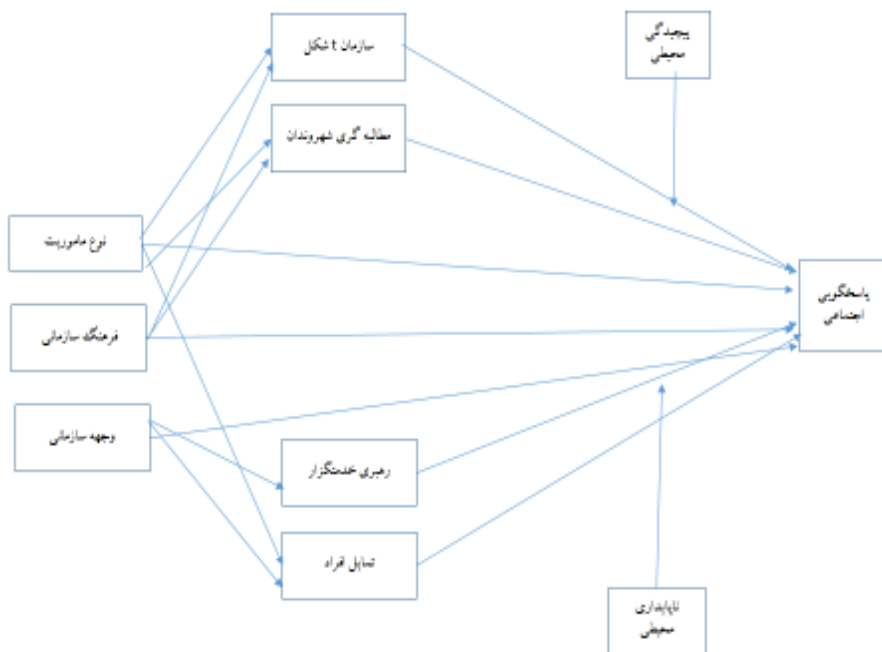 سازمان t شکل
پیچیدگی
محیطی
مطالبه گری شهروندان
نوع ماموریت
پاسخگویی
اجتماعی
فرهنگ سازمانی
وجهه سازمانی
رهبری خدمتگزار
تمایل افراد
ناپایداری
محیطی